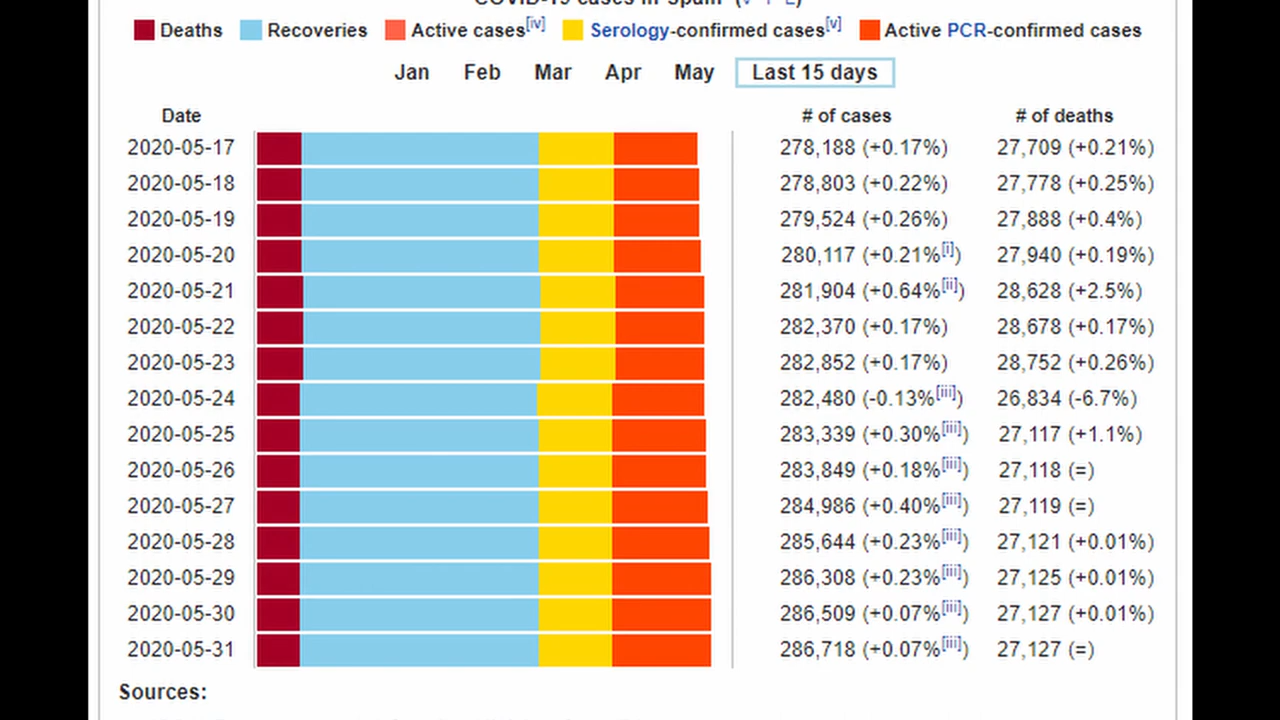 COVID-19 cases in Spain (V · T · E)
Deaths Recoveries Active cases[iv] Serology-confirmed cases[v] Active PCR-confirmed cases
Jan Feb Mar Apr May Last 15 days
Date # of cases # of deaths
2020-05-17 278,188 (+0.17%) 27,709 (+0.21%)
2020-05-18 278,803 (+0.22%) 27,778 (+0.25%)
2020-05-19 279,524 (+0.26%) 27,888 (+0.4%)
2020-05-20 280,117 (+0.21%[i]) 27,940 (+0.19%)
2020-05-21 281,904 (+0.64%[ii]) 28,628 (+2.5%)
2020-05-22 282,370 (+0.17%) 28,678 (+0.17%)
2020-05-23 282,852 (+0.17%) 28,752 (+0.26%)
2020-05-24 282,480 (-0.13%[iii]) 26,834 (-6.7%)
2020-05-25 283,339 (+0.30%[iii]) 27,117 (+1.1%)
2020-05-26 283,849 (+0.18%[iii]) 27,118 (=)
2020-05-27 284,986 (+0.40%[iii]) 27,119 (=)
2020-05-28 285,644 (+0.23%[iii]) 27,121 (+0.01%)
2020-05-29 286,308 (+0.23%[iii]) 27,125 (+0.01%)
2020-05-30 286,509 (+0.07%[iii]) 27,127 (+0.01%)
2020-05-31 286,718 (+0.07%[iii]) 27,127 (=)
Sources: